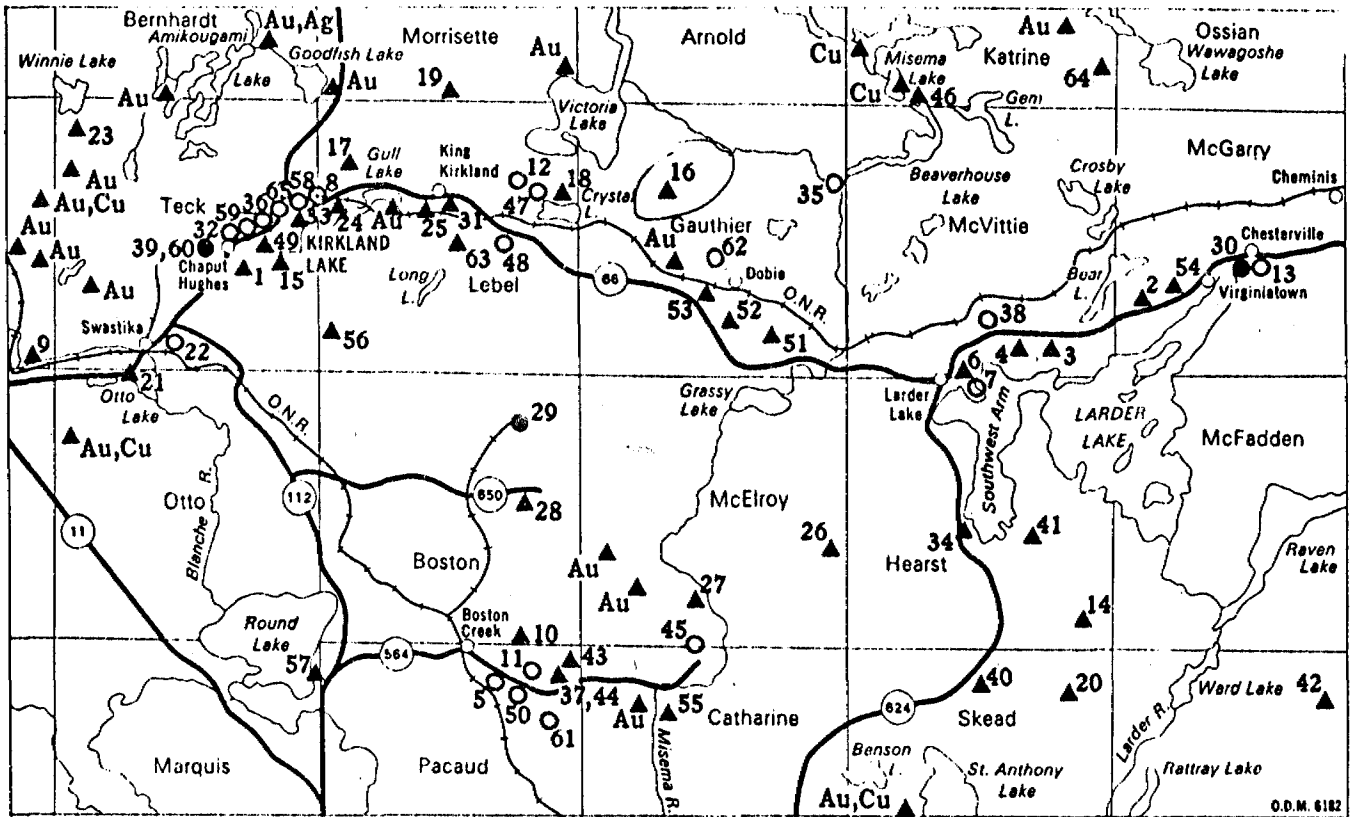 Bernhardt
Au,Ag
Morrisette
Arnold
Au
Ossian
Amikougami
Goodfish Lake
Au
Cu
Misema
Lake
Katrine
Wawagoshe
Lake
Winnie Lake
Lake
Au
19
Victoria
Lake
Cu
46
Gem
L.
64
Au
23
McGarry
Au
17
Gull
Lake
King
Kirkland
12
18
16
35
Beaverhouse
Lake
Crosby
Lake
Cheminis
Au,Cu
Teck
59
36
65
58
8
47
Crystal
L.
Gauthier
McVittie
Au
32
33
24
Au
25
31
39,60
49
KIRKLAND
LAKE
63
48
Au
62
Chesterville
30
Au
Chaput
Hughes
1
15
Long
L.
Lebel
66
Dobie
O.N.R.
Bear
L.
2
54
13
Virginiatown
Au
53
52
38
Swastika
9
22
56
51
6
4
3
7
21
Otto
Lake
O.N.R.
Grassy
Lake
Larder
Lake
LARDER
LAKE
McFadden
29
Southwest Arm
Au,Cu
Otto
Blanche R.
112
650
28
McElroy
11
26
34
41
Boston
Au
Hearst
Raven
Lake
Au
27
14
Round
Lake
Boston
Creek
10
45
57
564
11
43
5
50
37,44
Au
55
40
20
Ward Lake
42
61
Catharine
624
Skead
Larder R.
Marquis
Pacaud
Misema R.
Benson
L.
St. Anthony
Lake
Rattray Lake
Au,Cu
O.D.M. 6182